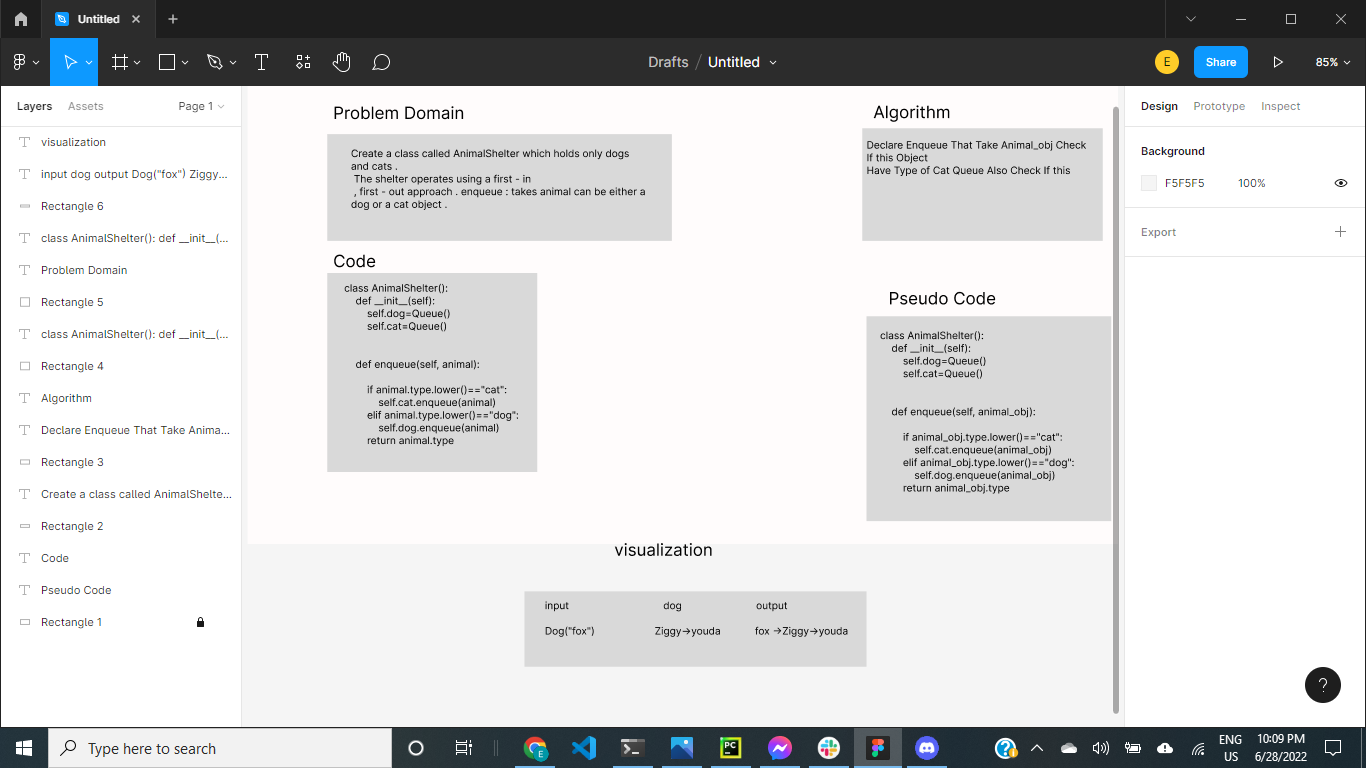 Untitled
Drafts / Untitled
E
Share
85%
Layers
Assets
Page 1
visualization
input dog output Dog("fox") Ziggy...
Rectangle 6
class AnimalShelter(): def __init__(...
Problem Domain
Rectangle 5
class AnimalShelter(): def __init__(...
Rectangle 4
Algorithm
Declare Enqueue That Take Anima...
Rectangle 3
Create a class called AnimalShelte...
Rectangle 2
Code
Pseudo Code
Rectangle 1
Problem Domain
Create a class called AnimalShelter which holds only dogs
and cats .
The shelter operates using a first - in
, first - out approach . enqueue : takes animal can be either a
dog or a cat object .
Code
class AnimalShelter():
def __init__(self):
self.dog=Queue()
self.cat=Queue()
def enqueue(self, animal):
if animal.type.lower()=="cat":
self.cat.enqueue(animal)
elif animal.type.lower()=="dog":
self.dog.enqueue(animal)
return animal.type
Algorithm
Declare Enqueue That Take Animal_obj Check
If this Object
Have Type of Cat Queue Also Check If this
Pseudo Code
class AnimalShelter():
def __init__(self):
self.dog=Queue()
self.cat=Queue()
def enqueue(self, animal_obj):
if animal_obj.type.lower()=="cat":
self.cat.enqueue(animal_obj)
elif animal_obj.type.lower()=="dog":
self.dog.enqueue(animal_obj)
return animal_obj.type
visualization
input dog output
Dog("fox") Ziggy→youda fox →Ziggy→youda
Design
Prototype
Inspect
Background
F5F5F5 100%
Export
?
Type here to search
E
PC
ENG
US
10:09 PM
6/28/2022